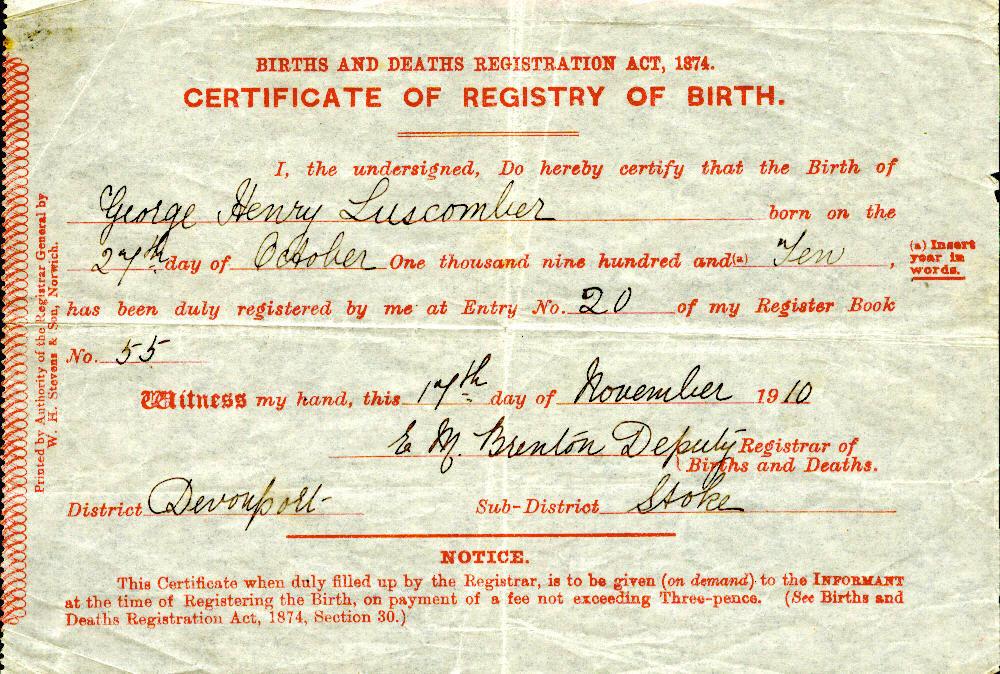 BIRTHS AND DEATHS REGISTRATION ACT, 1874.
CERTIFICATE OF REGISTRY OF BIRTH.
I, the undersigned, Do hereby certify that the Birth of
George Henry Luscomber born on the
27th day of October One thousand nine hundred and (a) Ten ,
(a) Insert
year in
words.
has been duly registered by me at Entry No. 20 of my Register Book
No. 55
Witness my hand, this 17th day of November 1910
E M. Brenton Deputy Registrar of
Births and Deaths.
District Devonport Sub-District Stoke
NOTICE.
This Certificate when duly filled up by the Registrar, is to be given (on demand) to the INFORMANT
at the time of Registering the Birth, on payment of a fee not exceeding Three-pence. (See Births and
Deaths Registration Act, 1874, Section 30.)
Printed by Authority of the Registrar General by
W. H. Stevens & Son, Norwich.